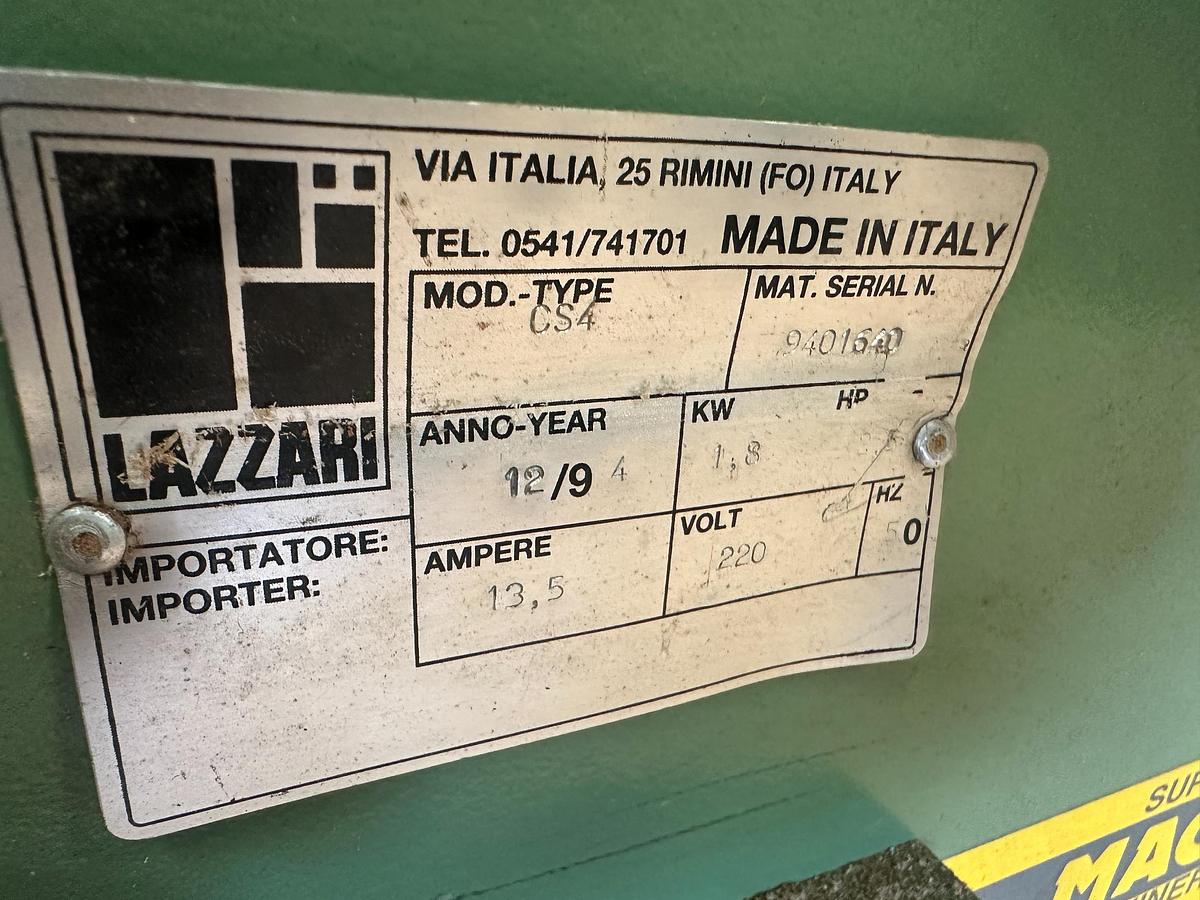 VIA ITALIA, 25 RIMINI (FO) ITALY
TEL. 0541/741701 MADE IN ITALY
LAZZARI
MOD.-TYPE
CS4
MAT. SERIAL N.
ANNO-YEAR
12/94
KW
1,8
HP
AMPERE
13,5
VOLT
220
HZ
50
IMPORTATORE:
IMPORTER: